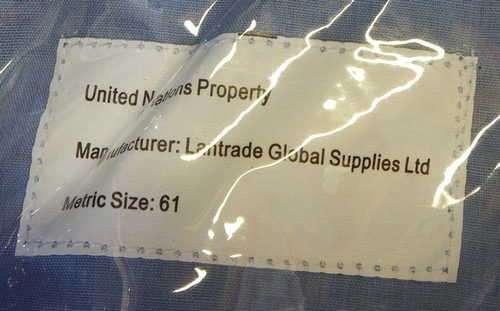 United Nations Property
Manufacturer: Lantrade Global Supplies Ltd
Metric Size: 61